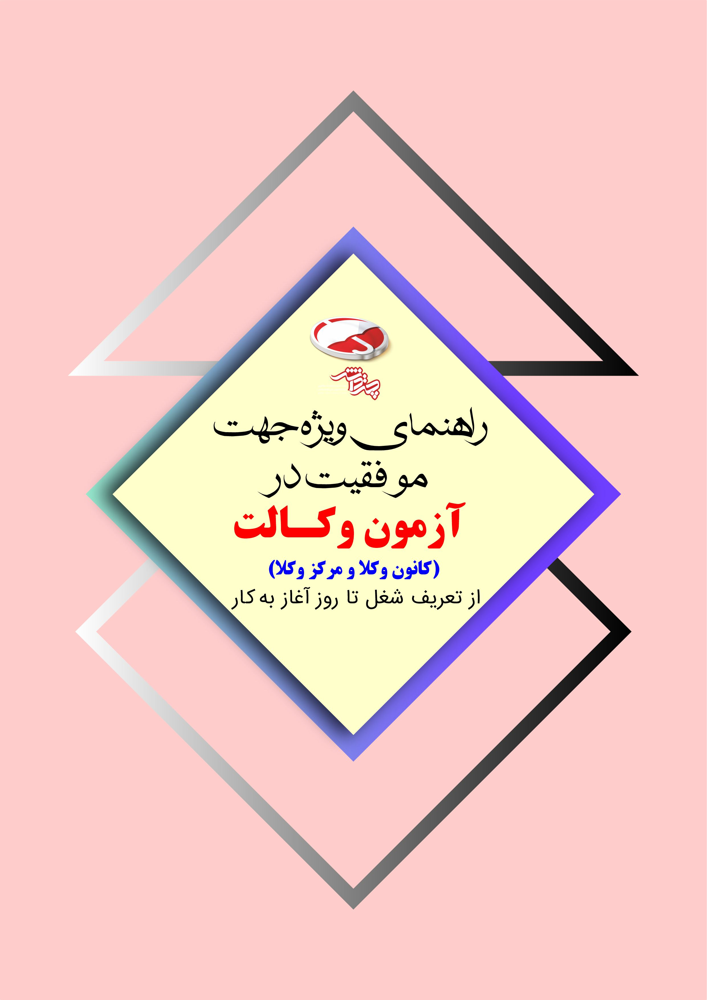 چتردانش
راهنمای ویژه جهت
موفقیت در
آزمون وکالت
(کانون وکلا و مرکز وکلا)
از تعریف شغل تا روز آغاز به کار